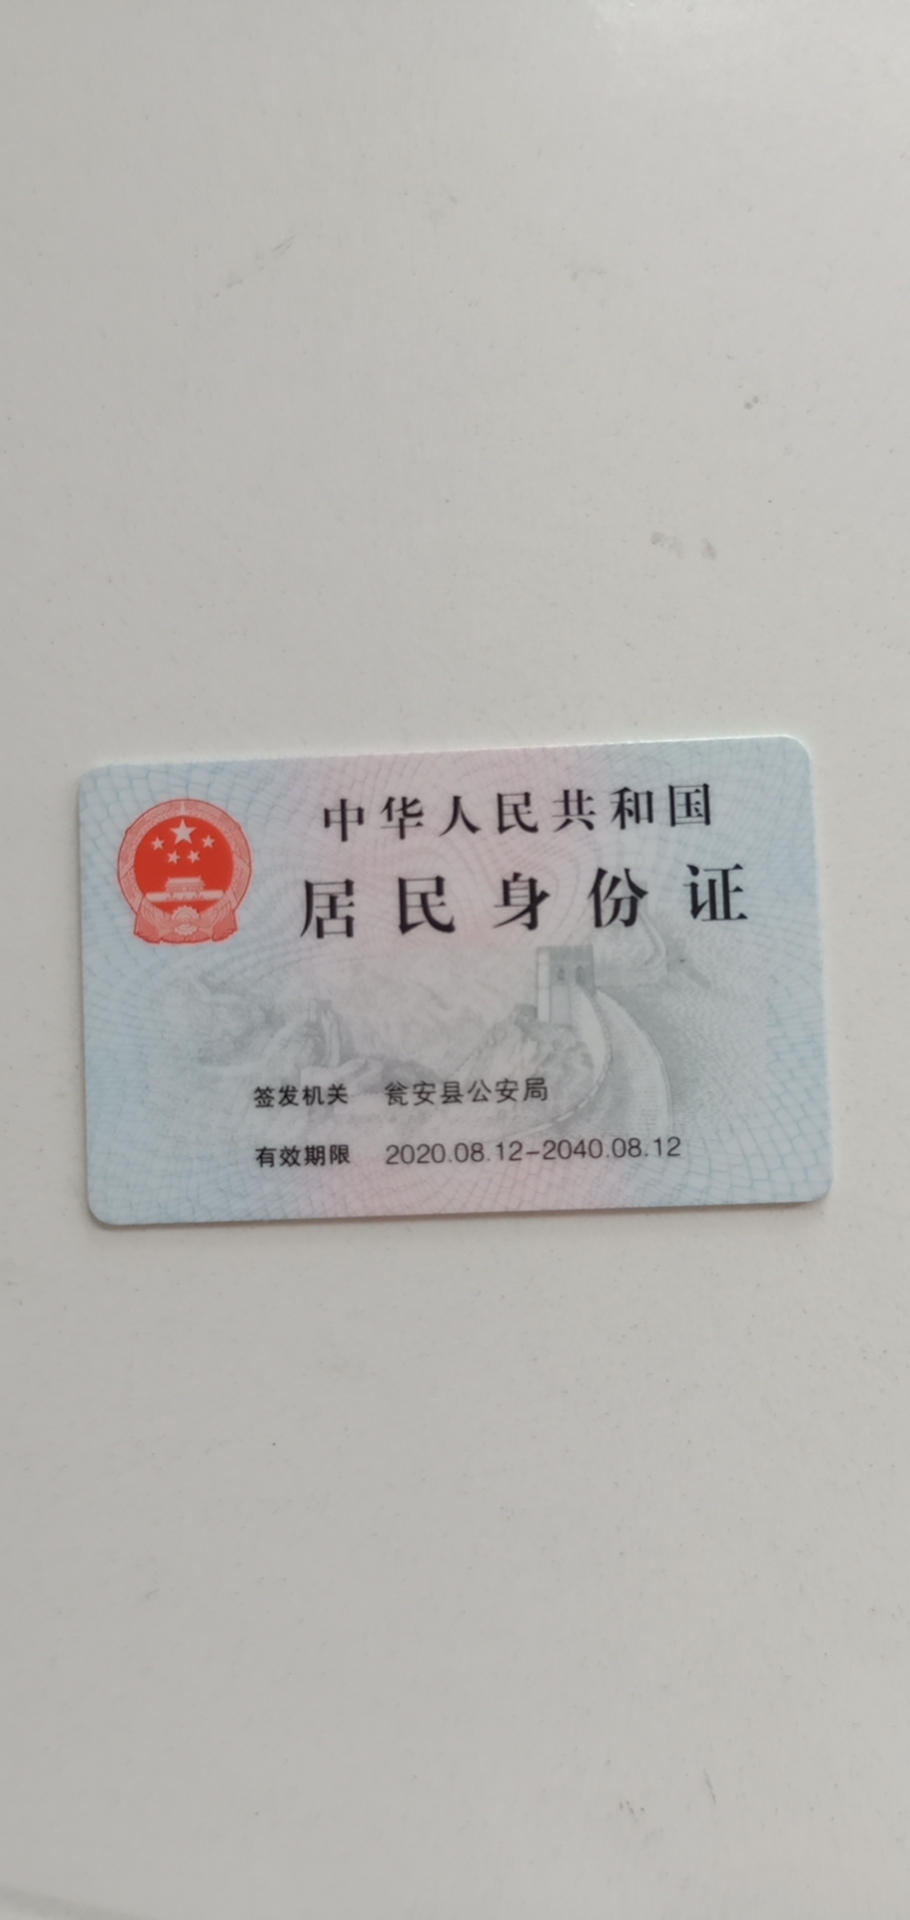 中华人民共和国
居民身份证
签发机关 瓮安县公安局
有效期限 2020.08.12-2040.08.12